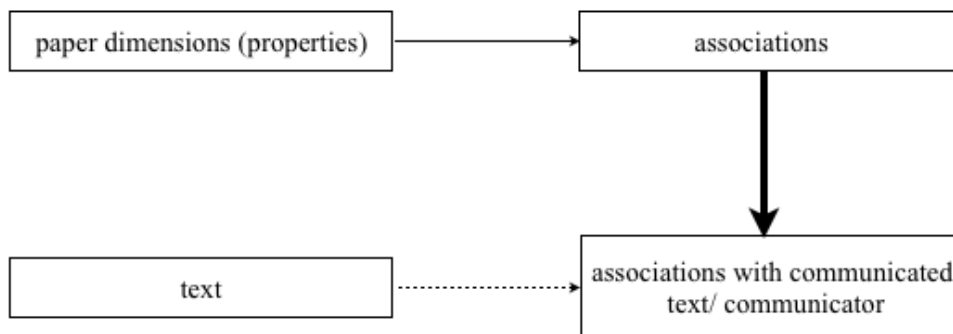 paper dimensions (properties)
associations
text
associations with communicated
text/ communicator